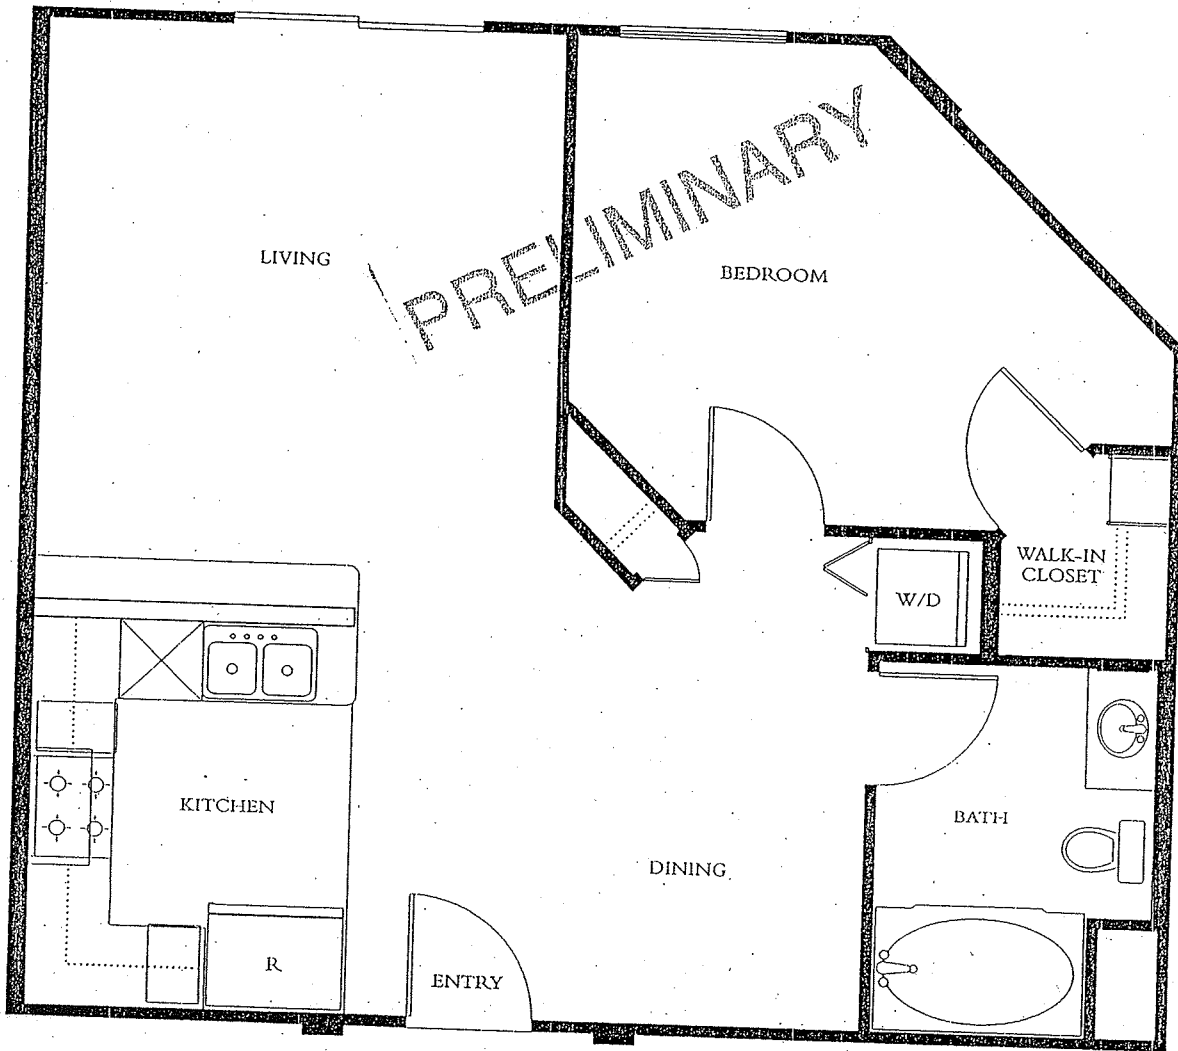 PRELIMINARY
LIVING
BEDROOM
WALK-IN
CLOSET
W/D
KITCHEN
BATH
DINING
R
ENTRY